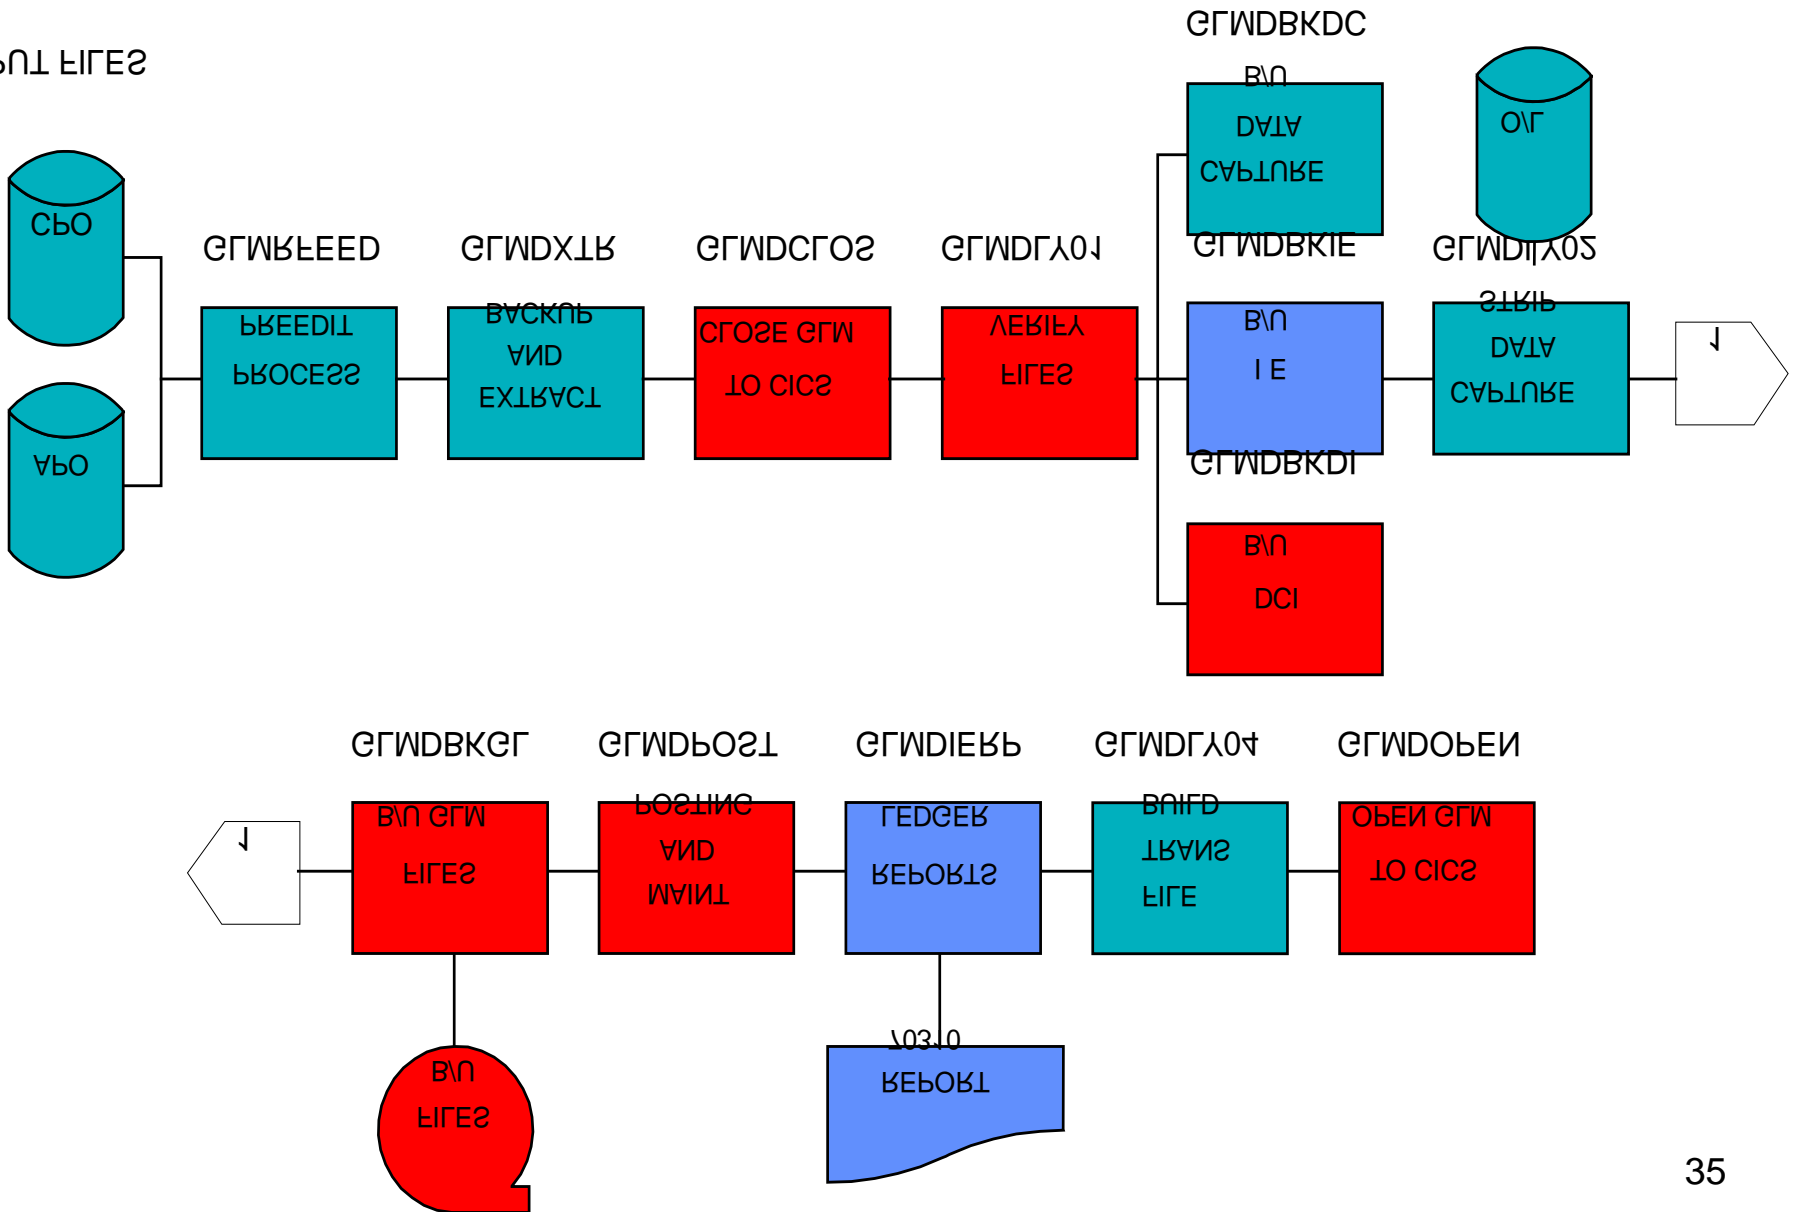 PUT FILES
CPO
APO
GLMRFEED
PREEDIT
PROCESS
GLMDXTR
BACKUP
AND
EXTRACT
GLMDCLOS
CLOSE GLM
TO CICS
GLMDLY01
VERIFY
FILES
GLMDBKDC
B/U
DATA
CAPTURE
GLMDBKIE
B/U
I E
GLMDBKDI
B/U
DCI
O/L
GLMDLY02
STRIP
DATA
CAPTURE
1
1
GLMDBKGL
B/U GLM
FILES
B/U
FILES
GLMDPOST
POSTING
AND
MAINT
GLMDIERP
LEDGER
REPORTS
70310
REPORT
GLMDLY04
BUILD
TRANS
FILE
GLMDOPEN
OPEN GLM
TO CICS
35